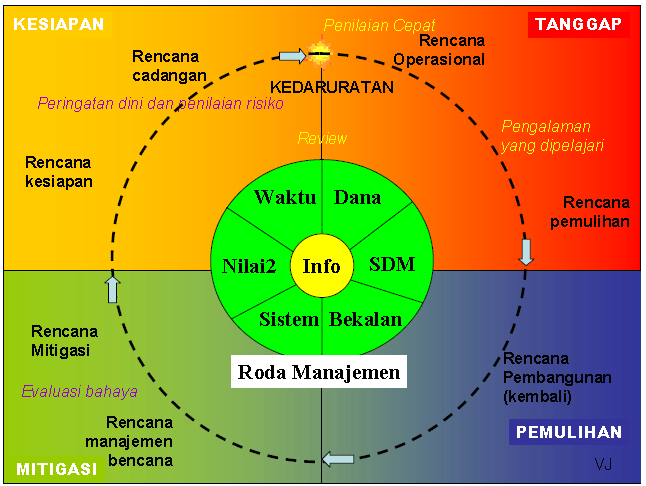 KESIAPAN
Penilaian Cepat
TANGGAP
Rencana
cadangan
Rencana
Operasional
KEDARURATAN
Peringatan dini dan penilaian risiko
Pengalaman
yang dipelajari
Review
Rencana
kesiapan
Waktu
Dana
Rencana
pemulihan
Nilai2
Info
SDM
Sistem
Bekalan
Rencana
Mitigasi
Roda Manajemen
Rencana
Pembangunan
(kembali)
Evaluasi bahaya
Rencana
manajemen
bencana
PEMULIHAN
MITIGASI
VJ